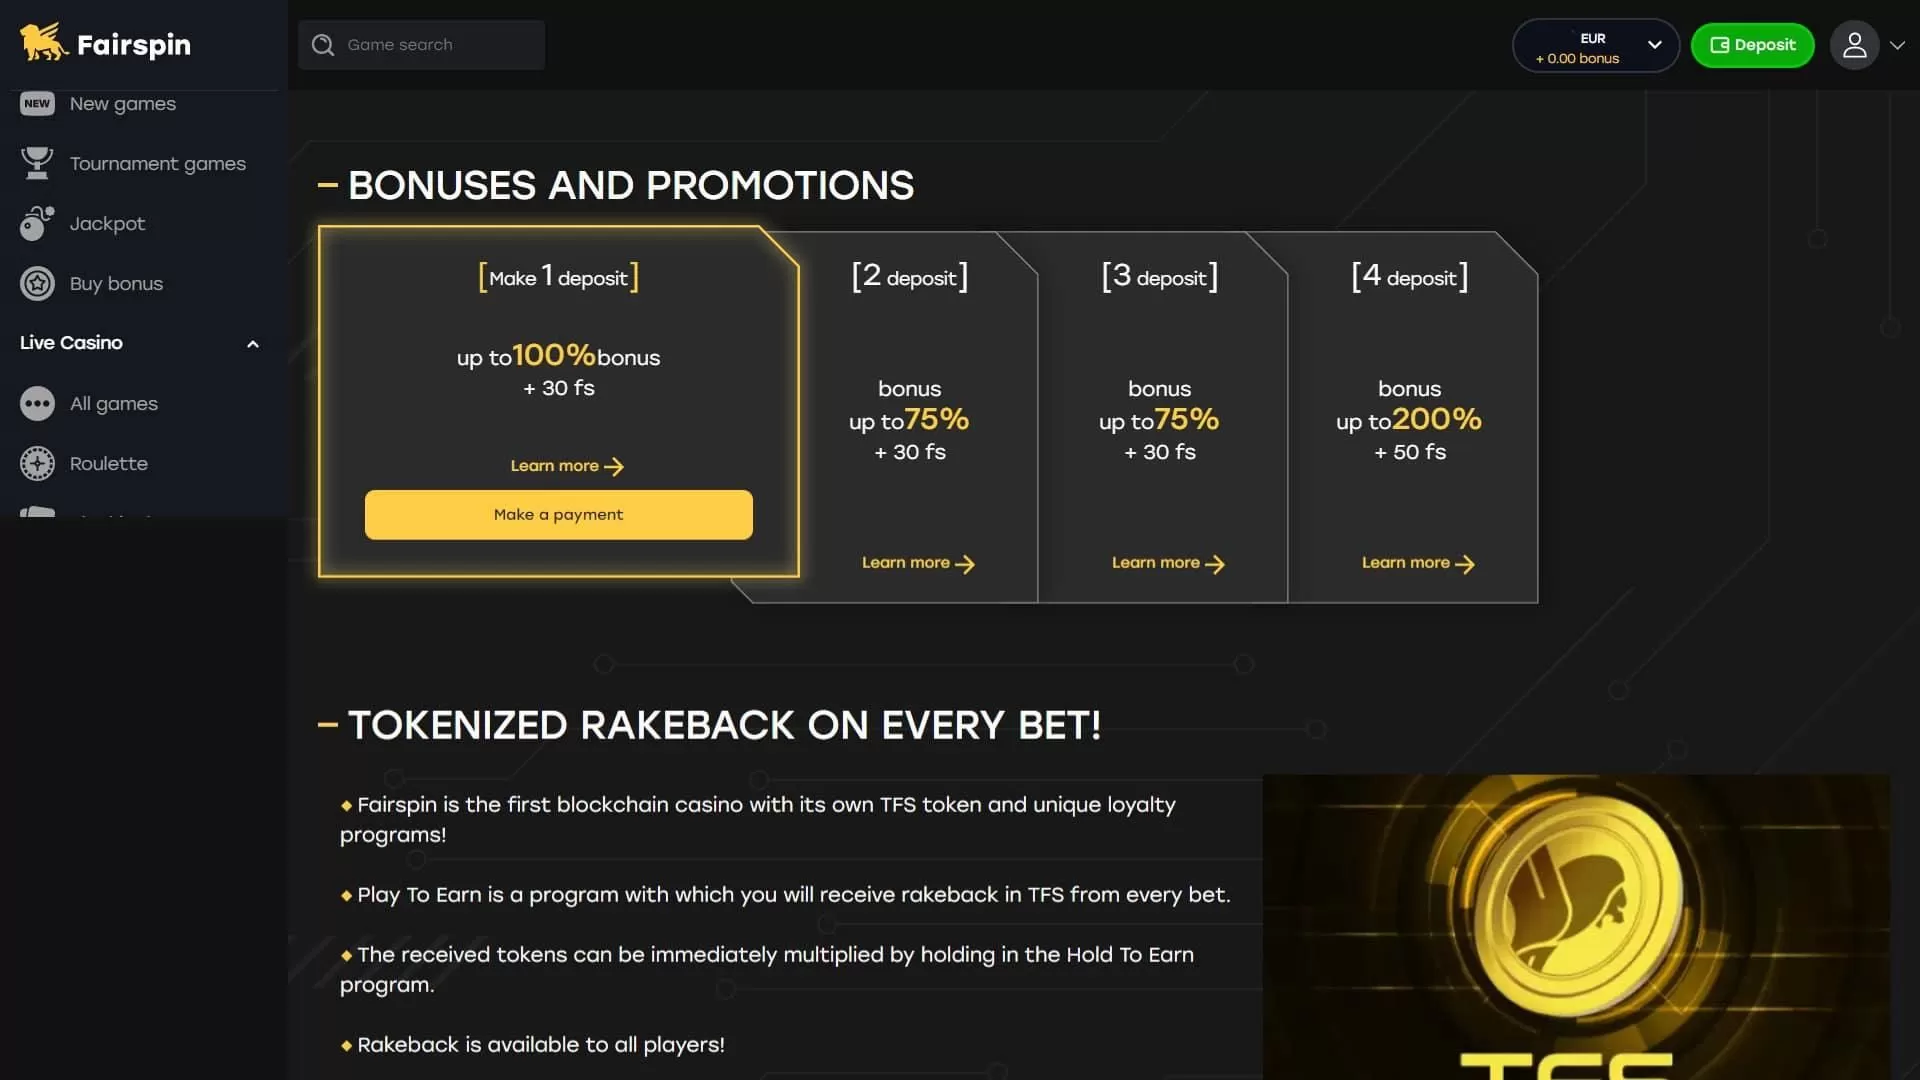 Fairspin
Game search
EUR
+ 0.00 bonus
Deposit
NEW New games
Tournament games
Jackpot
Buy bonus
Live Casino
All games
Roulette
BONUSES AND PROMOTIONS
[Make 1 deposit]
up to 100% bonus
+ 30 fs
Learn more
Make a payment
[2 deposit]
bonus
up to 75%
+ 30 fs
Learn more
[3 deposit]
bonus
up to 75%
+ 30 fs
Learn more
[4 deposit]
bonus
up to 200%
+ 50 fs
Learn more
TOKENIZED RAKEBACK ON EVERY BET!
Fairspin is the first blockchain casino with its own TFS token and unique loyalty
programs!
Play To Earn is a program with which you will receive rakeback in TFS from every bet.
The received tokens can be immediately multiplied by holding in the Hold To Earn
program.
Rakeback is available to all players!
TFS